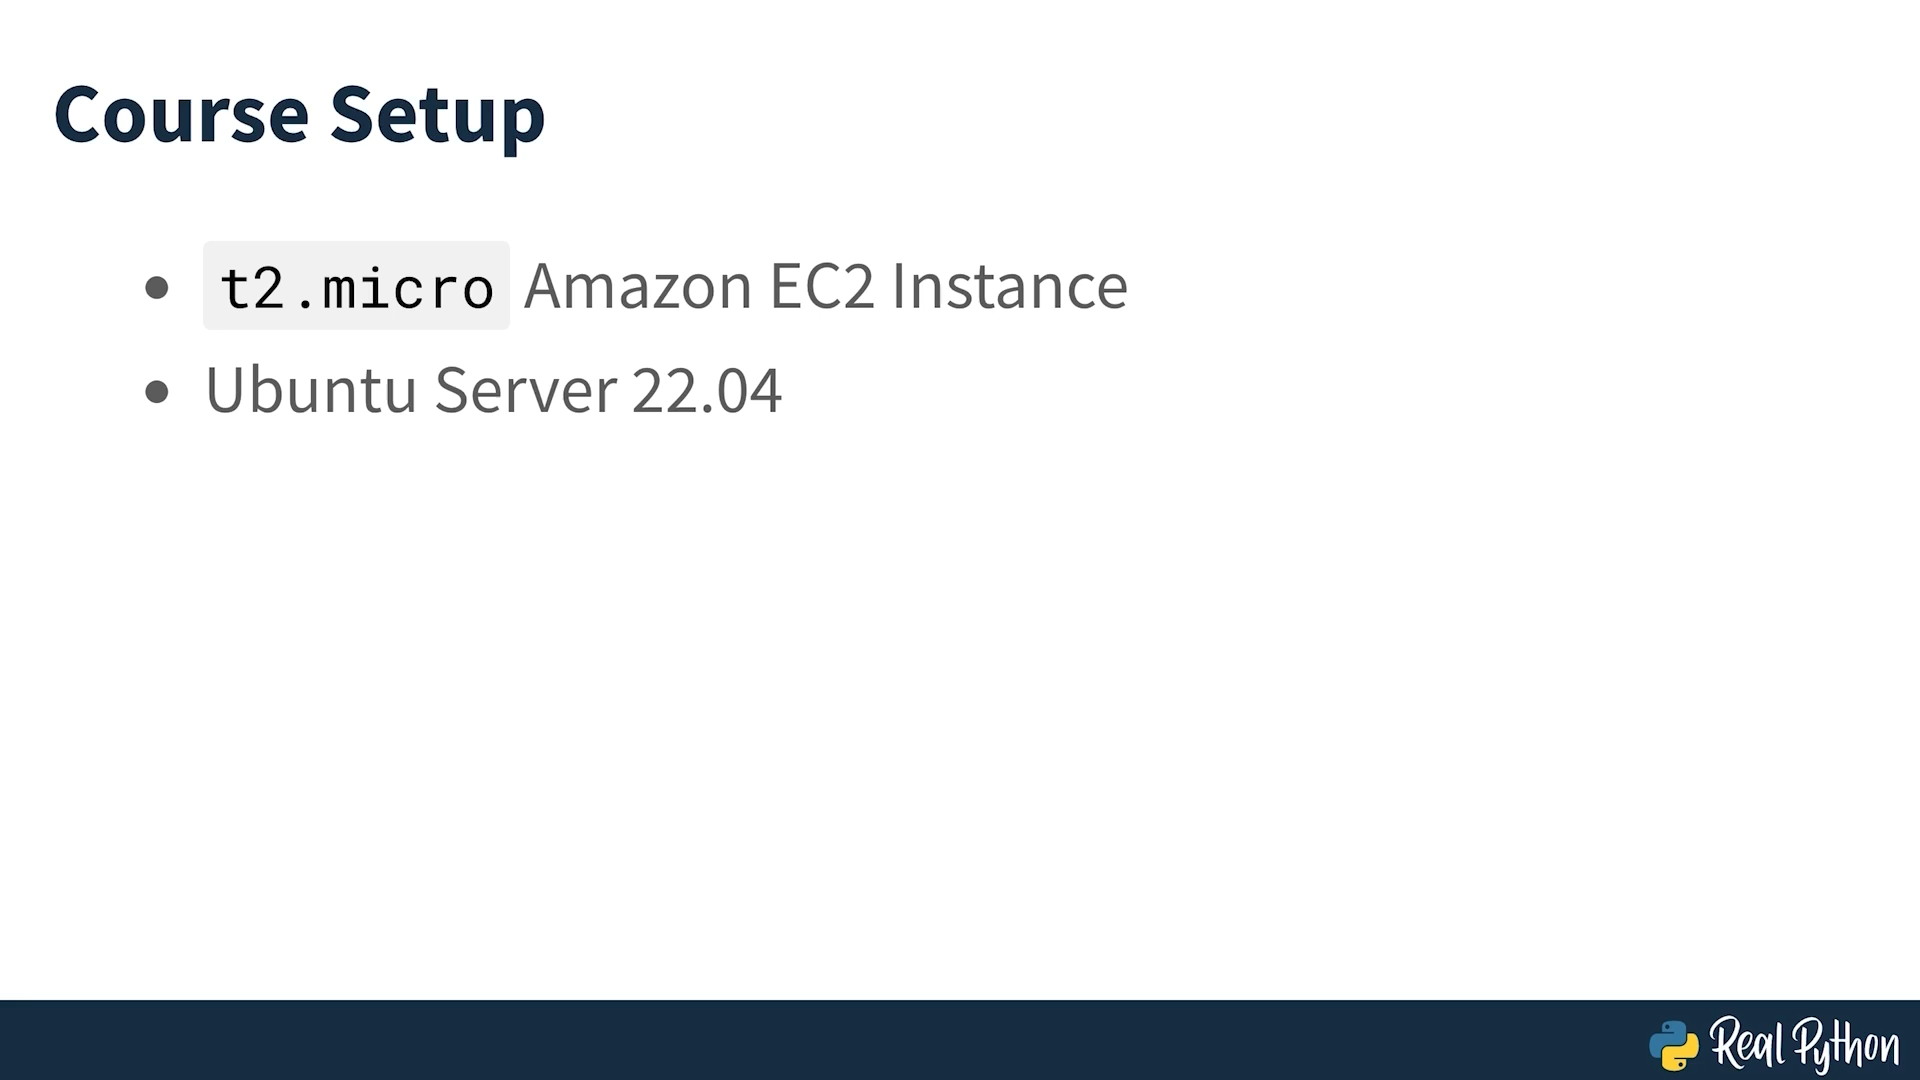 Course Setup
t2.micro Amazon EC2 Instance
Ubuntu Server 22.04
Real Python